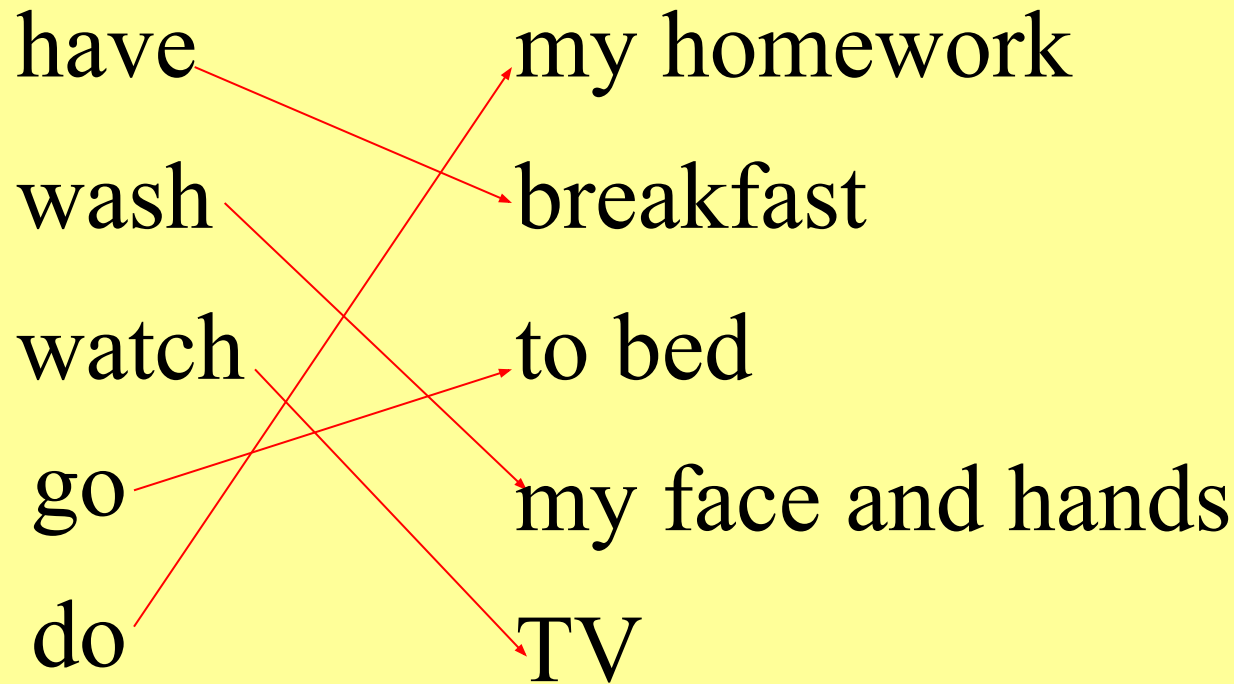 have my homework
wash breakfast
watch to bed
go my face and hands
do TV